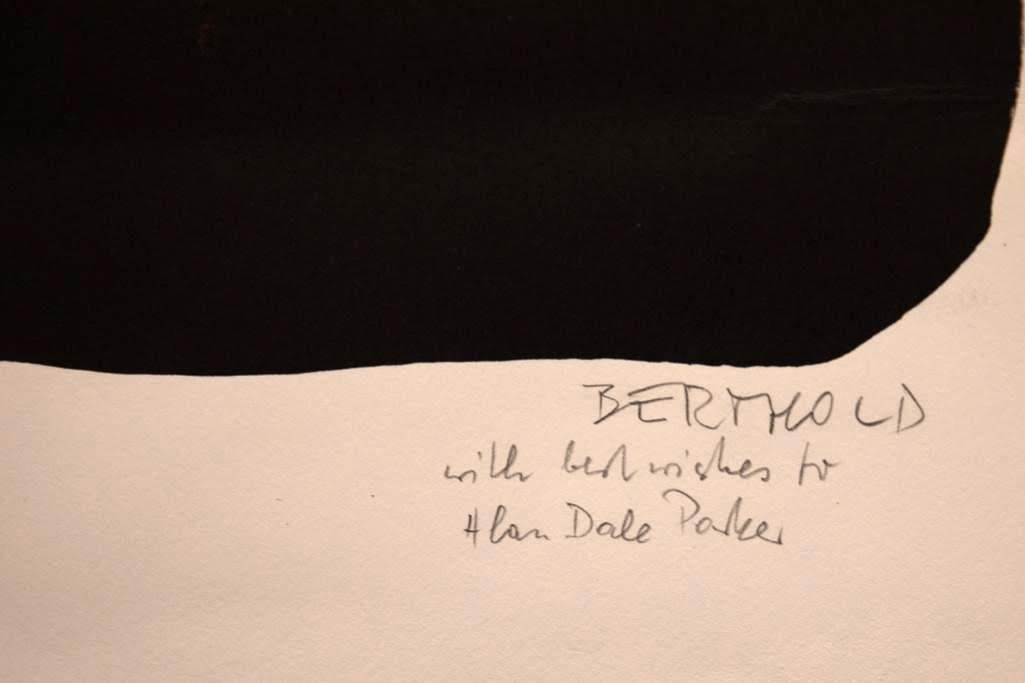 BERTHOLD
with best wishes to
Alan Dale Parker